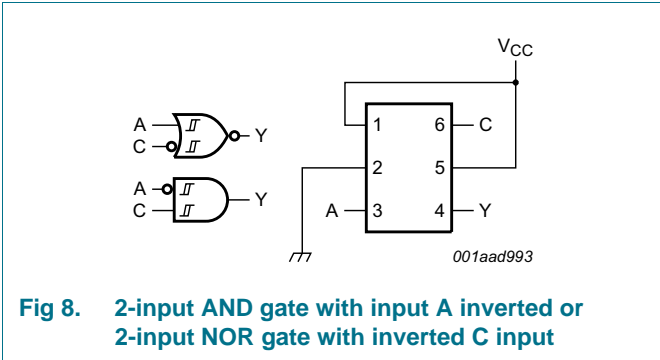 VCC
A
C
Y
A
C
Y
1
6
C
2
5
A
3
4
Y
001aad993
Fig 8. 2-input AND gate with input A inverted or
2-input NOR gate with inverted C input